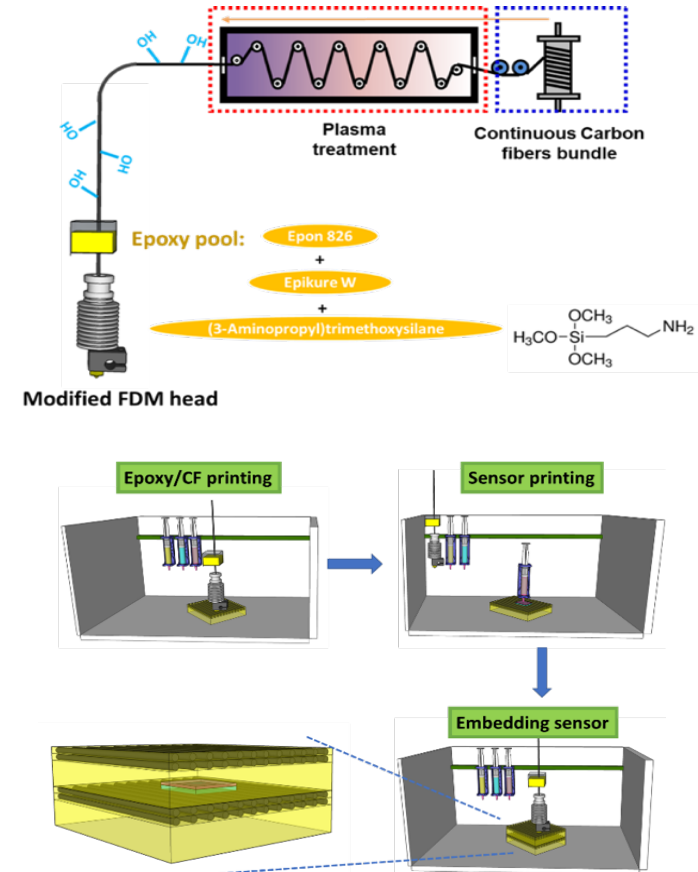 OH
OH
HO
OH
OH
Plasma
treatment
Continuous Carbon
fibers bundle
Epoxy pool:
Epon 826
+
Epikure W
+
(3-Aminopropyl)trimethoxysilane
OCH3
H3CO-Si
NH2
OCH3
Modified FDM head
Epoxy/CF printing
Sensor printing
Embedding sensor